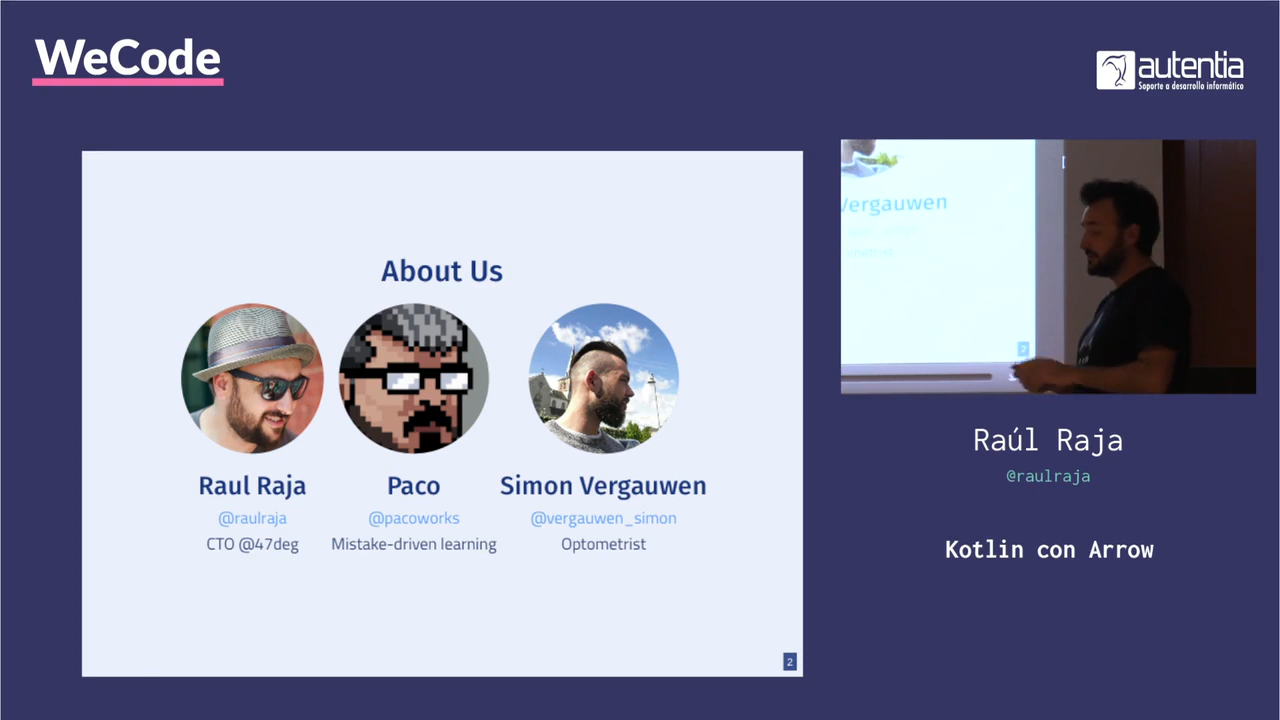 WeCode
autentia
Soporte a desarrollo informático
About Us
Raul Raja
@raulraja
CTO @47deg
Paco
@pacoworks
Mistake-driven learning
Simon Vergauwen
@vergauwen_simon
Optometrist
2
Vergauwen
2
Raúl Raja
@raulraja
Kotlin con Arrow